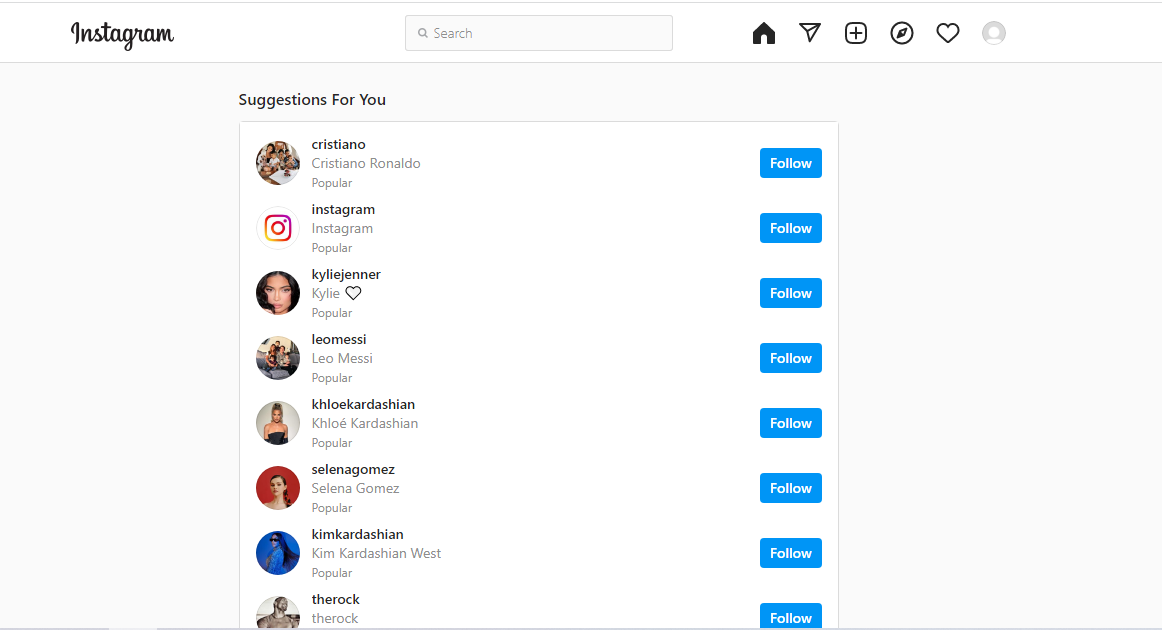 Instagram
Search
Suggestions For You
cristiano
Cristiano Ronaldo
Popular
Follow
instagram
Instagram
Popular
Follow
kyliejenner
Kylie ♡
Popular
Follow
leomessi
Leo Messi
Popular
Follow
khloekardashian
Khloé Kardashian
Popular
Follow
selenagomez
Selena Gomez
Popular
Follow
kimkardashian
Kim Kardashian West
Popular
Follow
therock
therock
Follow